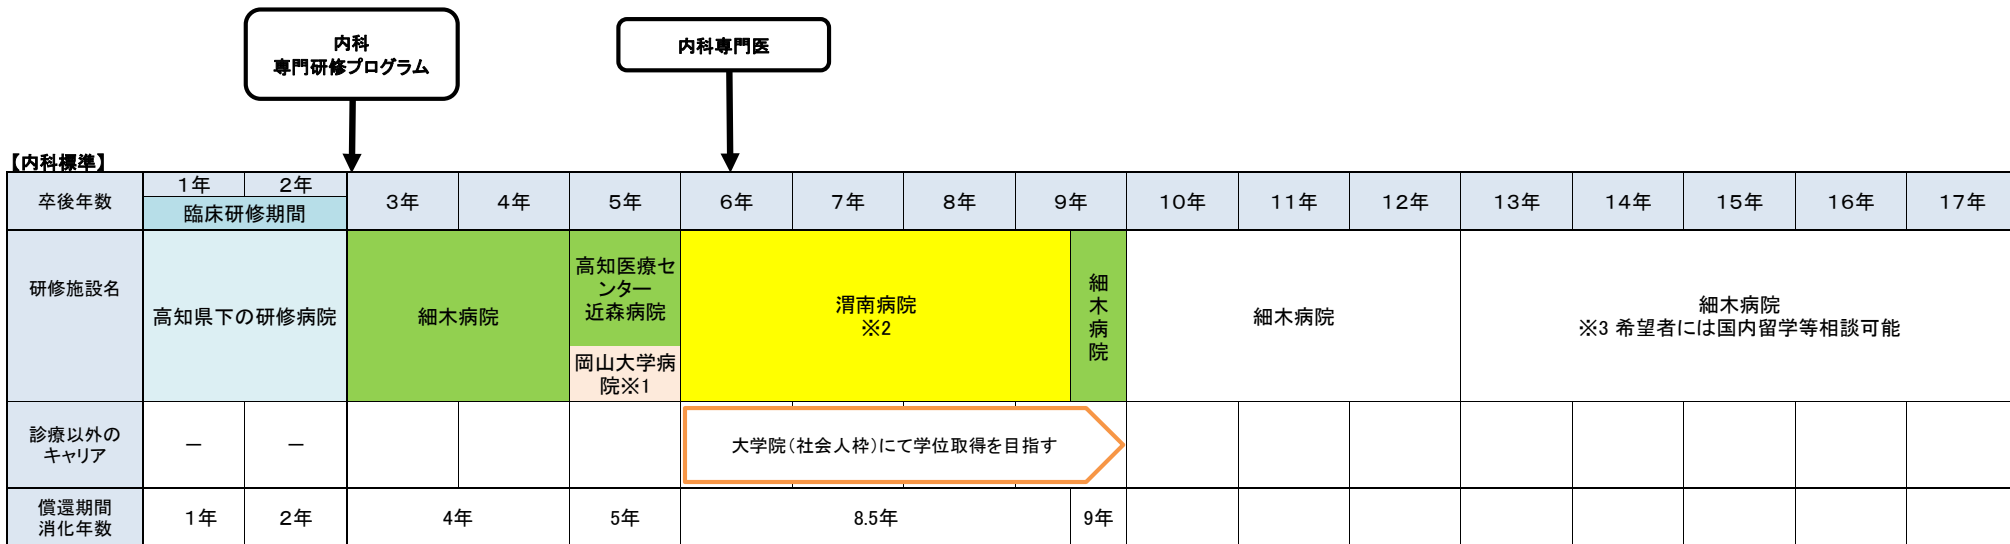 内科
専門研修プログラム
内科専門医
【内科標準】
卒後年数
1年
2年
臨床研修期間
3年
4年
5年
6年
7年
8年
9年
10年
11年
12年
13年
14年
15年
16年
17年
研修施設名
高知県下の研修病院
細木病院
高知医療セ
ンター
近森病院
岡山大学病
院※1
渭南病院
※2
細
木
病
院
細木病院
細木病院
※3 希望者には国内留学等相談可能
診療以外の
キャリア
－
－
大学院（社会人枠）にて学位取得を目指す
償還期間
消化年数
1年
2年
4年
5年
8.5年
9年